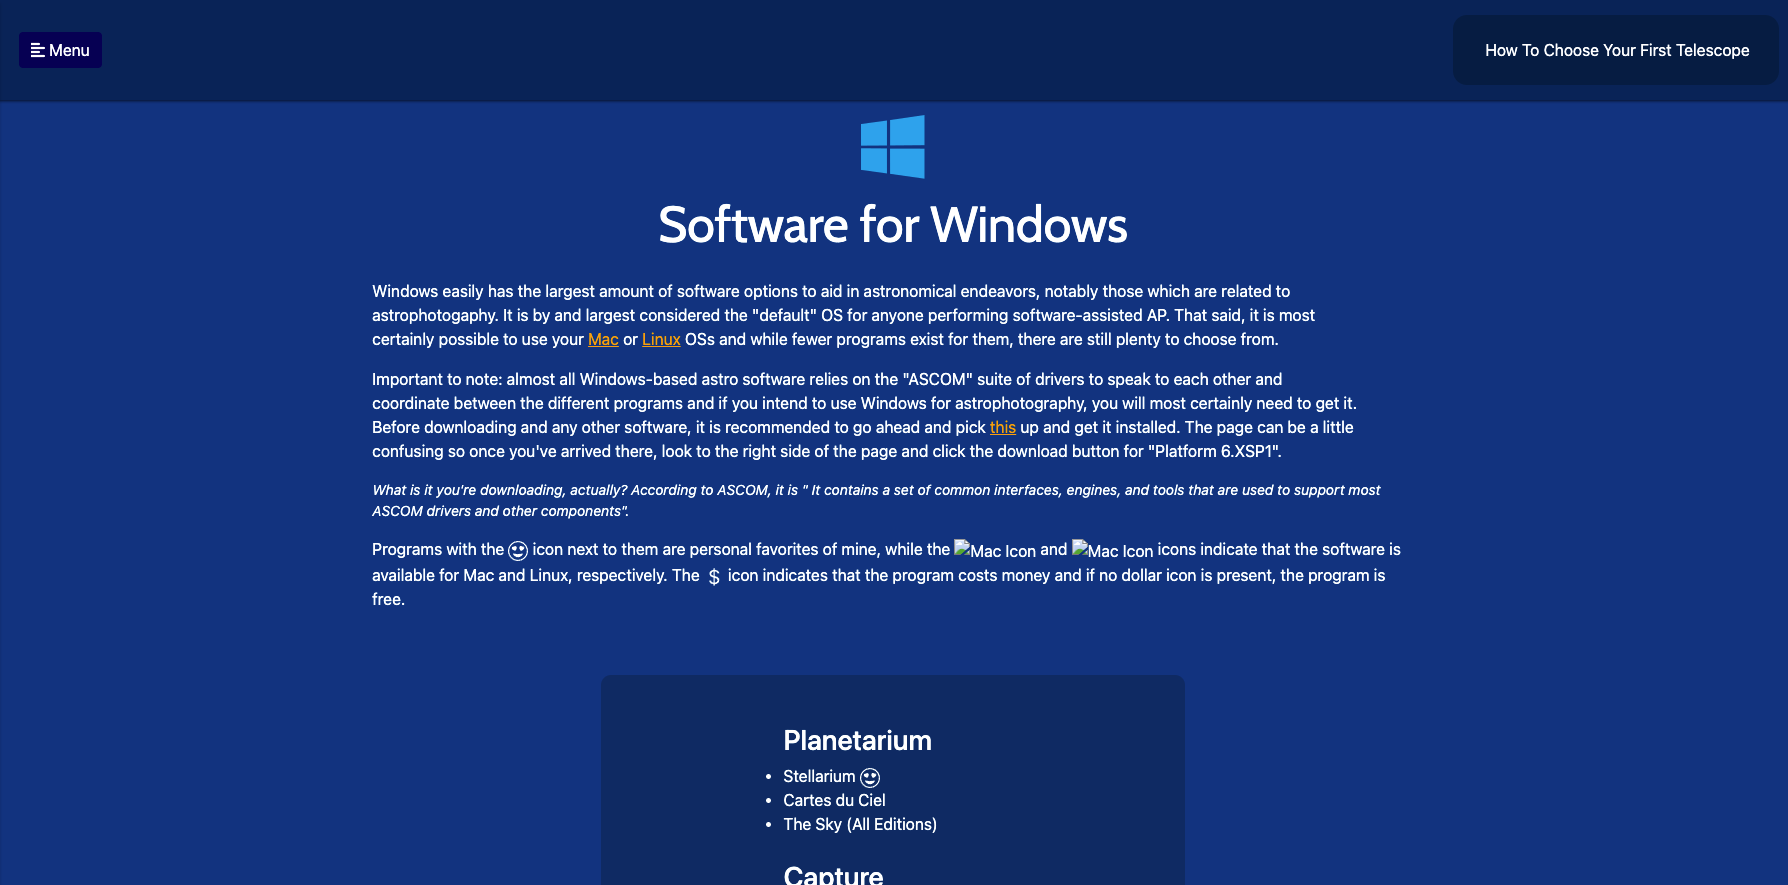 Menu
How To Choose Your First Telescope
Software for Windows
Windows easily has the largest amount of software options to aid in astronomical endeavors, notably those which are related to
astrophotogaphy. It is by and largest considered the "default" OS for anyone performing software-assisted AP. That said, it is most
certainly possible to use your Mac or Linux OSs and while fewer programs exist for them, there are still plenty to choose from.
Important to note: almost all Windows-based astro software relies on the "ASCOM" suite of drivers to speak to each other and
coordinate between the different programs and if you intend to use Windows for astrophotography, you will most certainly need to get it.
Before downloading and any other software, it is recommended to go ahead and pick this up and get it installed. The page can be a little
confusing so once you've arrived there, look to the right side of the page and click the download button for "Platform 6.XSP1".
What is it you're downloading, actually? According to ASCOM, it is " It contains a set of common interfaces, engines, and tools that are used to support most
ASCOM drivers and other components".
Programs with the icon next to them are personal favorites of mine, while the Mac Icon and Mac Icon icons indicate that the software is
available for Mac and Linux, respectively. The $ icon indicates that the program costs money and if no dollar icon is present, the program is
free.
Planetarium
• Stellarium
• Cartes du Ciel
• The Sky (All Editions)
Capture